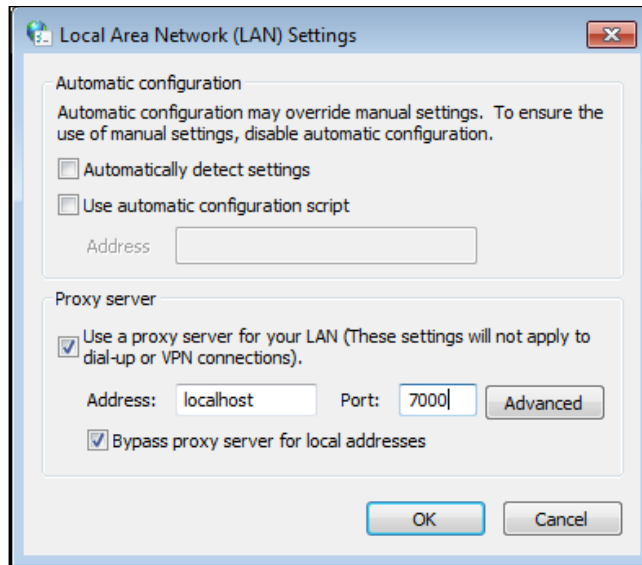 Local Area Network (LAN) Settings
Automatic configuration
Automatic configuration may override manual settings. To ensure the
use of manual settings, disable automatic configuration.
Automatically detect settings
Use automatic configuration script
Address
Proxy server
Use a proxy server for your LAN (These settings will not apply to
dial-up or VPN connections).
Address: localhost Port: 7000 Advanced
Bypass proxy server for local addresses
OK Cancel